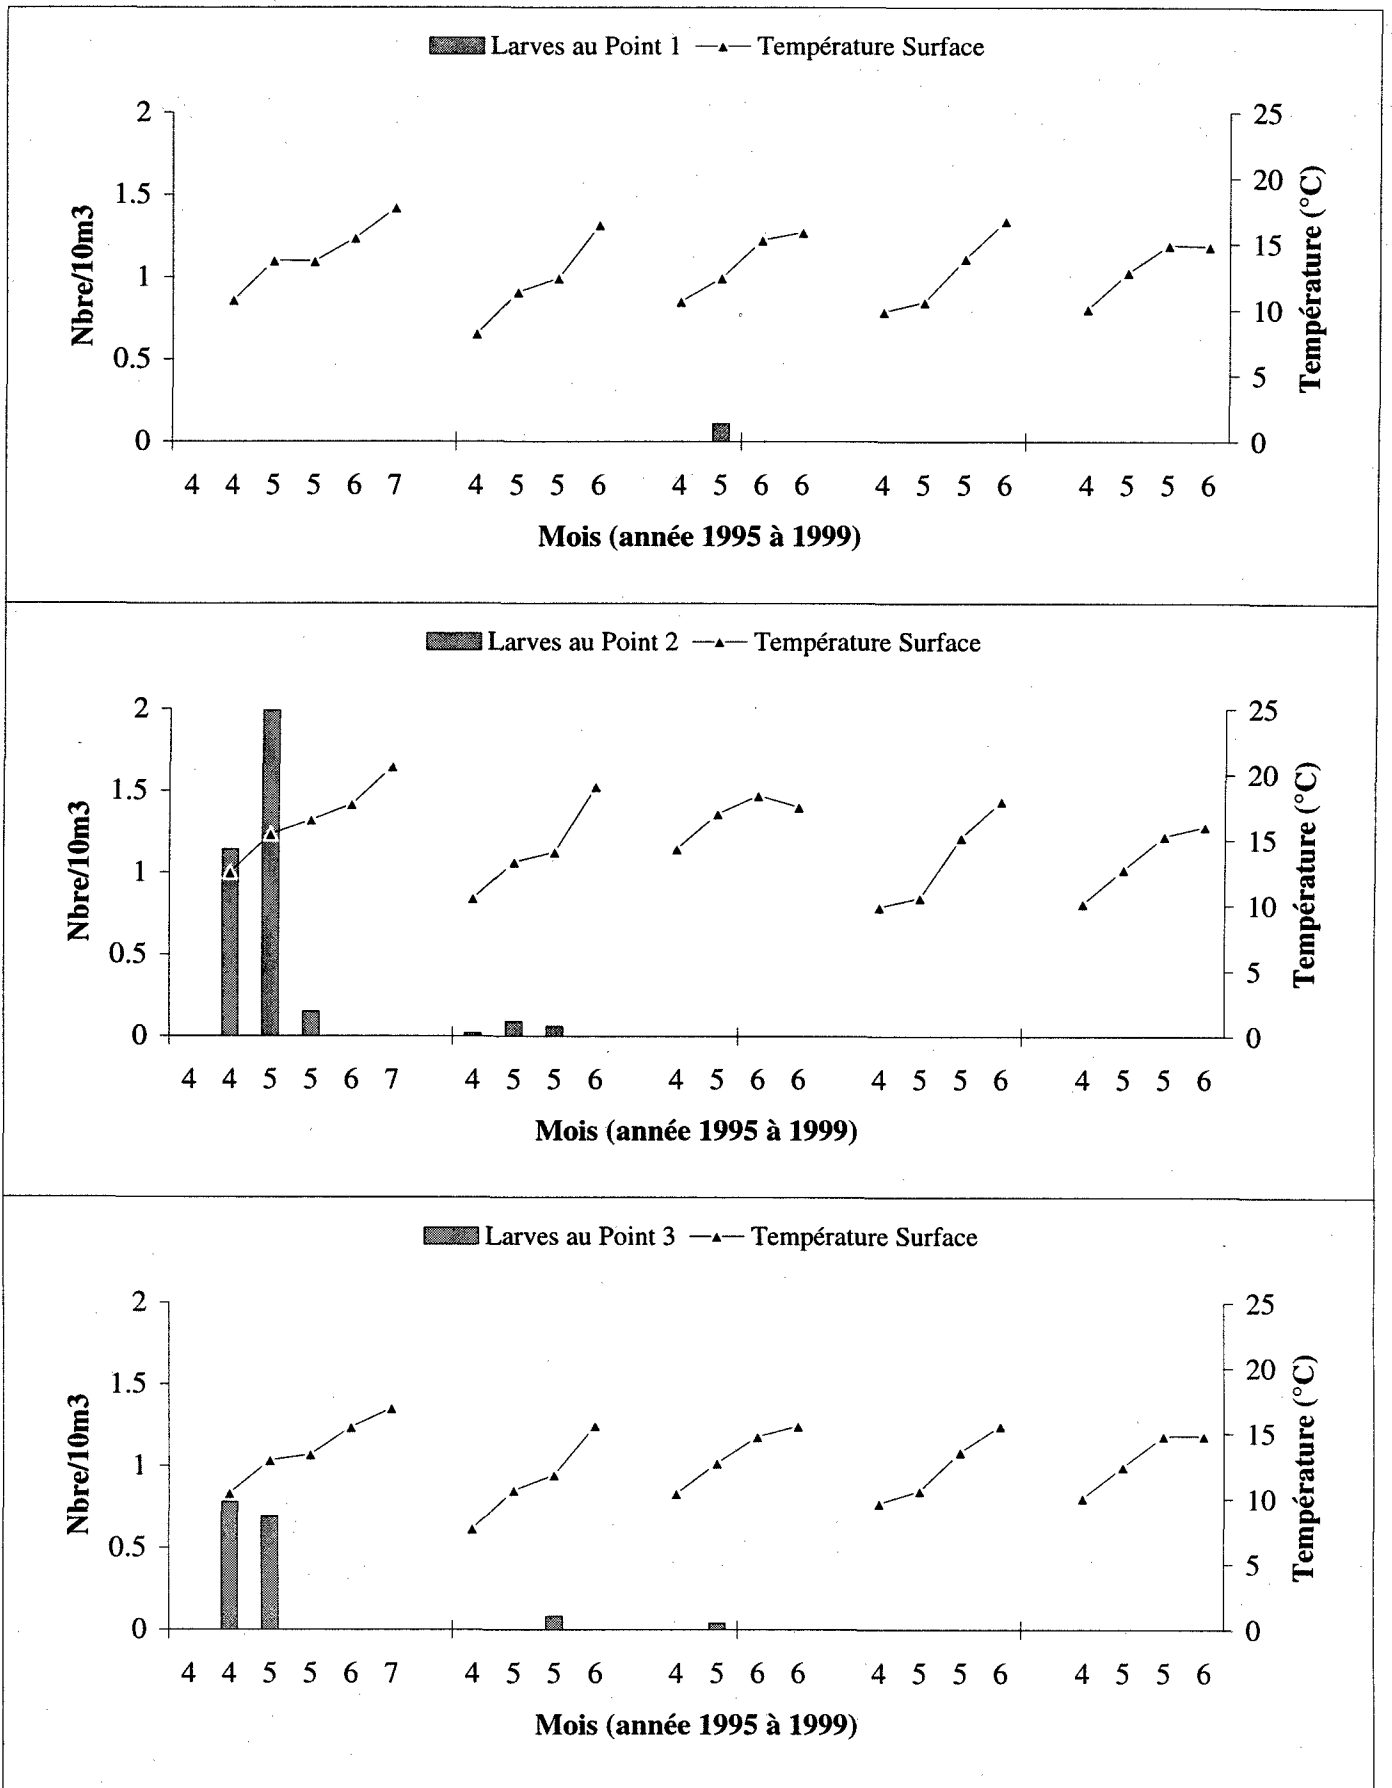 Larves au Point 1 Température Surface
2 25
20
1.5
15
1
10
0.5
5
0 0
Nbre/10m3
Température (°C)
4 4 5 5 6 7 4 5 5 6 4 5 6 6 4 5 5 6 4 5 5 6
Mois (année 1995 à 1999)
Larves au Point 2 Température Surface
2 25
20
1.5
15
1
10
0.5
5
0 0
Nbre/10m3
Température (°C)
4 4 5 5 6 7 4 5 5 6 4 5 6 6 4 5 5 6 4 5 5 6
Mois (année 1995 à 1999)
Larves au Point 3 Température Surface
2 25
20
1.5
15
1
10
0.5
5
0 0
Nbre/10m3
Température (°C)
4 4 5 5 6 7 4 5 5 6 4 5 6 6 4 5 5 6 4 5 5 6
Mois (année 1995 à 1999)